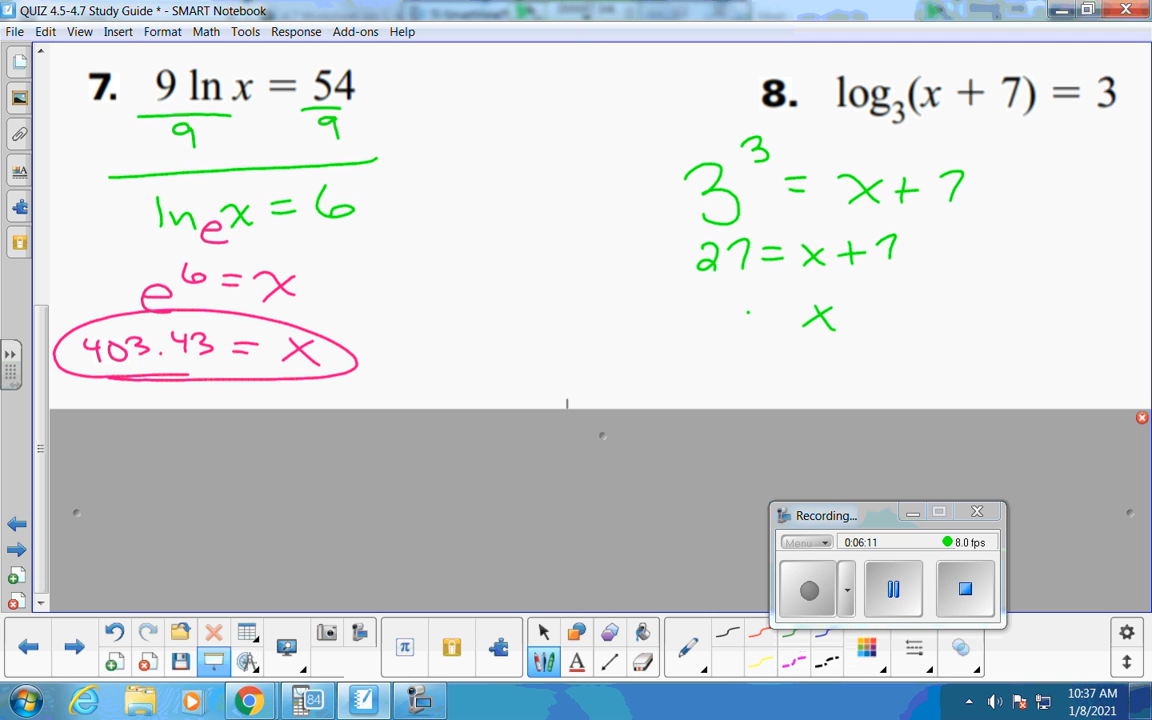 QUIZ 4.5-4.7 Study Guide * - SMART Notebook
File Edit View Insert Format Math Tools Response Add-ons Help
7. 9 ln x = 54
9 9
ln e x = 6
e^6 = x
403.43 = x
8. log₃(x + 7) = 3
3^3 = x + 7
27 = x + 7
x
Recording...
Menu 0:06:11 8.0 fps
π
A
84
10:37 AM
1/8/2021